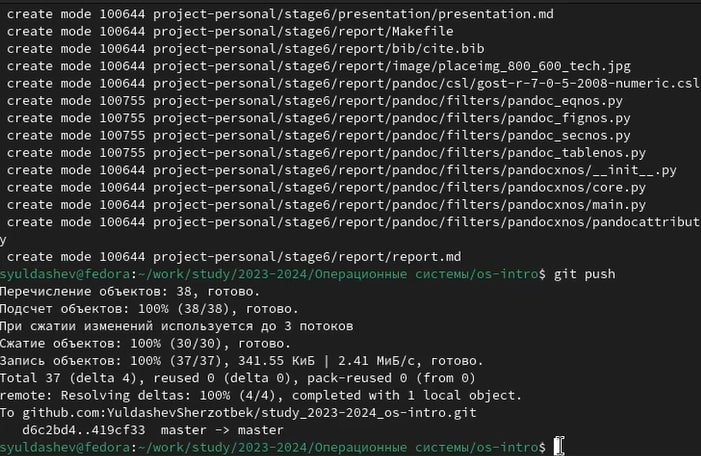 create mode 100644 project-personal/stage6/presentation/presentation.md
create mode 100644 project-personal/stage6/report/Makefile
create mode 100644 project-personal/stage6/report/bib/cite.bib
create mode 100644 project-personal/stage6/report/image/placeimg_800_600_tech.jpg
create mode 100644 project-personal/stage6/report/pandoc/csl/gost-r-7-0-5-2008-numeric.csl
create mode 100755 project-personal/stage6/report/pandoc/filters/pandoc_eqnos.py
create mode 100755 project-personal/stage6/report/pandoc/filters/pandoc_fignos.py
create mode 100755 project-personal/stage6/report/pandoc/filters/pandoc_secnos.py
create mode 100755 project-personal/stage6/report/pandoc/filters/pandoc_tablenos.py
create mode 100644 project-personal/stage6/report/pandoc/filters/pandocxnos/__init__.py
create mode 100644 project-personal/stage6/report/pandoc/filters/pandocxnos/core.py
create mode 100644 project-personal/stage6/report/pandoc/filters/pandocxnos/main.py
create mode 100644 project-personal/stage6/report/pandoc/filters/pandocxnos/pandocattribut
y
create mode 100644 project-personal/stage6/report/report.md
syuldashev@fedora:~/work/study/2023-2024/Операционные системы/os-intro$ git push
Перечисление объектов: 38, готово.
Подсчет объектов: 100% (38/38), готово.
При сжатии изменений используется до 3 потоков
Сжатие объектов: 100% (30/30), готово.
Запись объектов: 100% (37/37), 341.55 КиБ | 2.41 МиБ/с, готово.
Total 37 (delta 4), reused 0 (delta 0), pack-reused 0 (from 0)
remote: Resolving deltas: 100% (4/4), completed with 1 local object.
To github.com:YuldashevSherzotbek/study_2023-2024_os-intro.git
d6c2bd4..419cf33 master -> master
syuldashev@fedora:~/work/study/2023-2024/Операционные системы/os-intro$